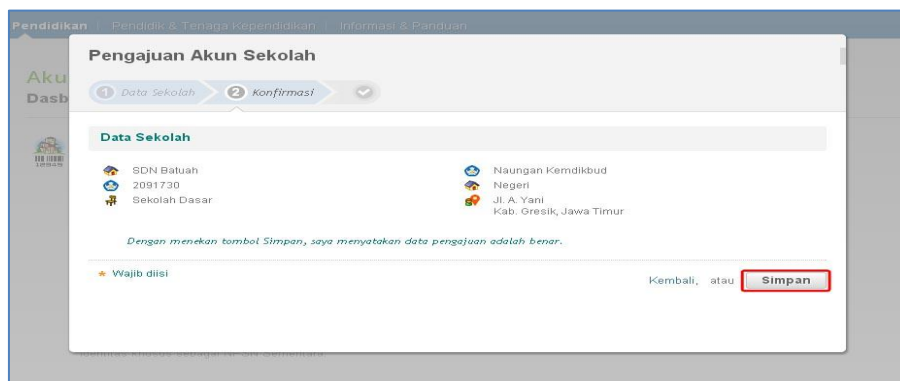 Pendidikan | Pendidik & Tenaga Kependidikan | Informasi & Panduan
Pengajuan Akun Sekolah
Aku
Dasb
1 Data Sekolah 2 Konfirmasi
Data Sekolah
SDN Batuah
2091730
Sekolah Dasar
Naungan Kemdikbud
Negeri
Jl. A. Yani
Kab. Gresik, Jawa Timur
Dengan menekan tombol Simpan, saya menyatakan data pengajuan adalah benar.
* Wajib diisi
Kembali, atau Simpan